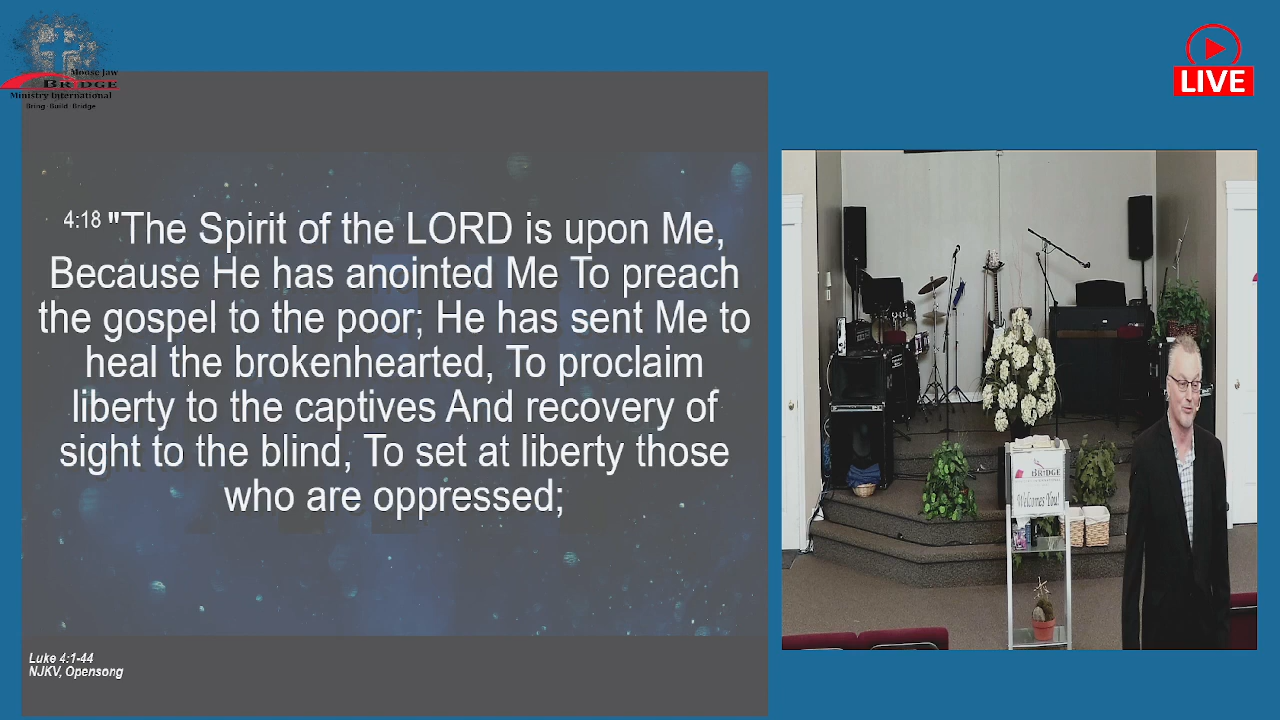 Moose Jaw
BRIDGE
Ministry International
Bring · Build · Bridge
LIVE
4:18 "The Spirit of the LORD is upon Me,
Because He has anointed Me To preach
the gospel to the poor; He has sent Me to
heal the brokenhearted, To proclaim
liberty to the captives And recovery of
sight to the blind, To set at liberty those
who are oppressed;
BRIDGE
Welcomes You!
Luke 4:1-44
NJKV, Opensong